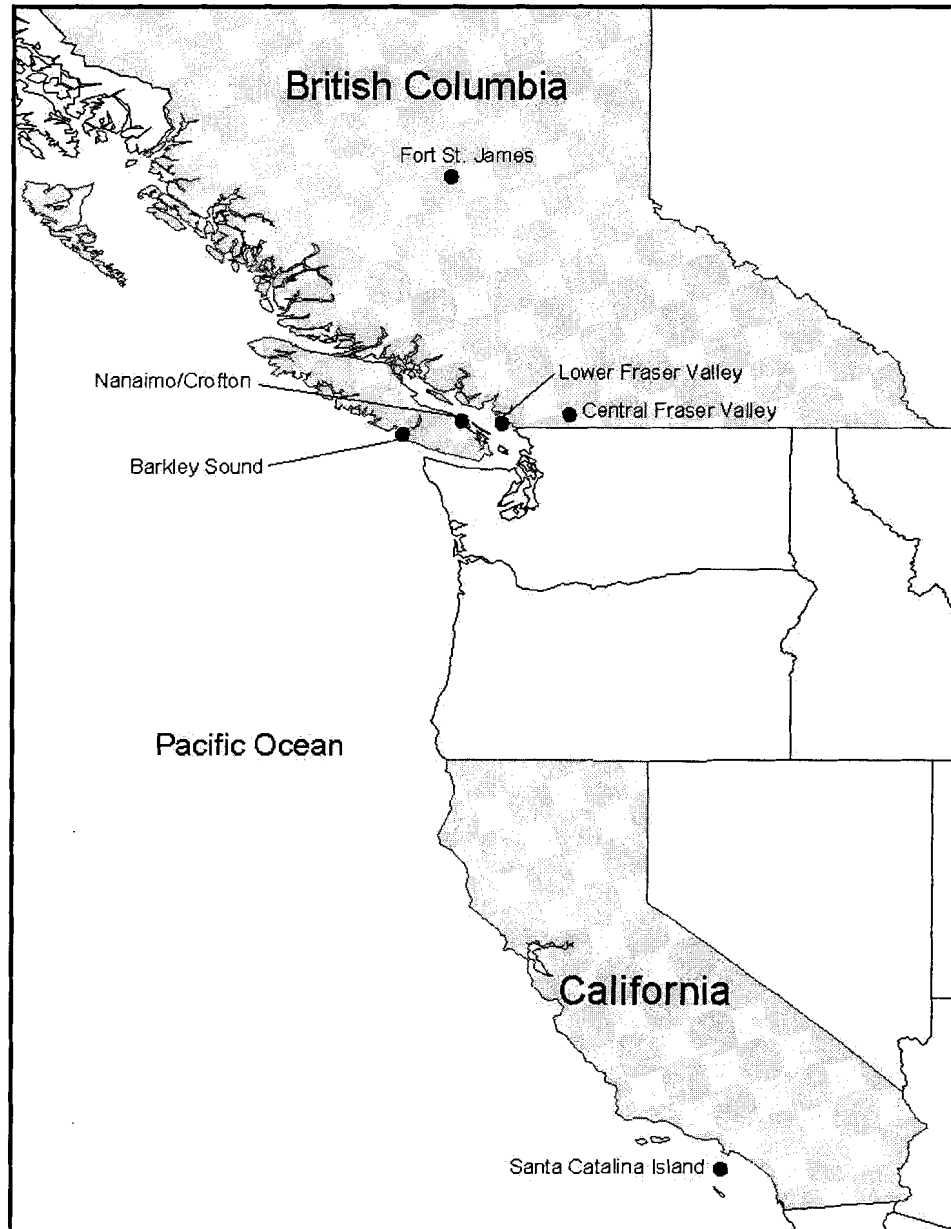 British Columbia
Fort St. James
Lower Fraser Valley
Nanaimo/Crofton
Central Fraser Valley
Barkley Sound
Pacific Ocean
California
Santa Catalina Island